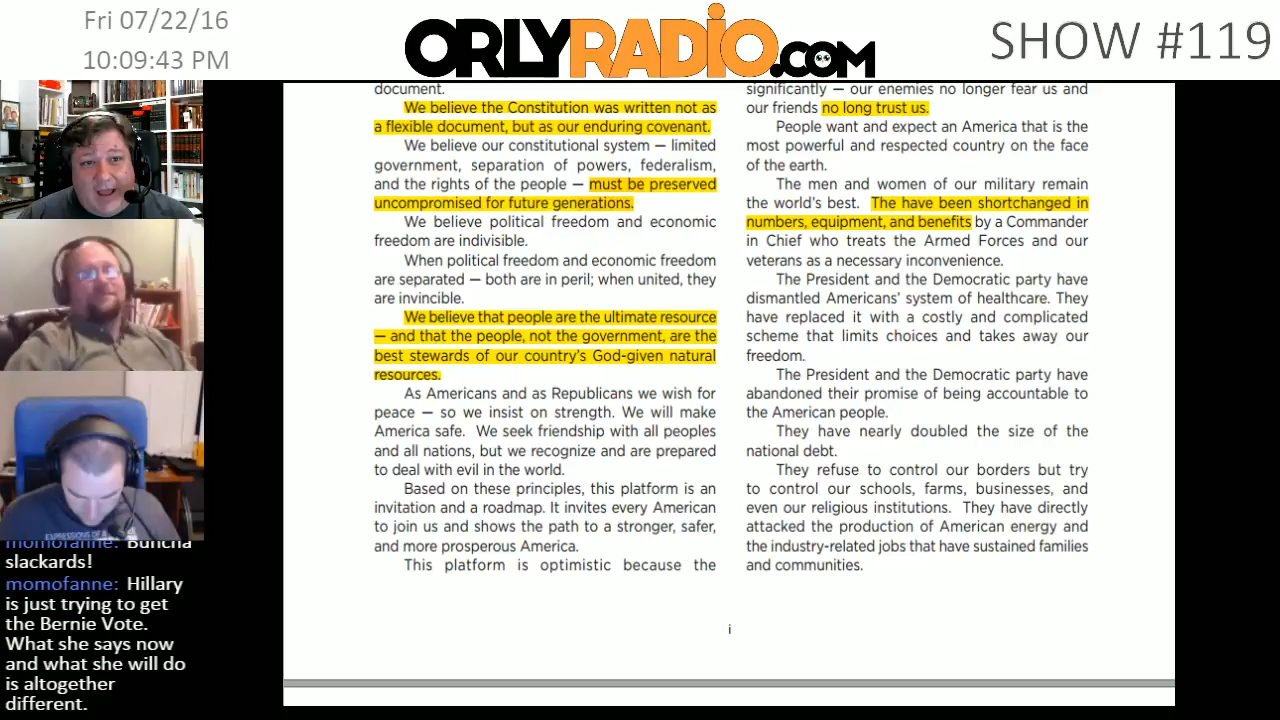 Fri 07/22/16
10:09:43 PM
ORLYRADiO.COM
SHOW #119
document.
We believe the Constitution was written not as
a flexible document, but as our enduring covenant.
We believe our constitutional system — limited
government, separation of powers, federalism,
and the rights of the people — must be preserved
uncompromised for future generations.
We believe political freedom and economic
freedom are indivisible.
When political freedom and economic freedom
are separated — both are in peril; when united, they
are invincible.
We believe that people are the ultimate resource
— and that the people, not the government, are the
best stewards of our country's God-given natural
resources.
As Americans and as Republicans we wish for
peace — so we insist on strength. We will make
America safe. We seek friendship with all peoples
and all nations, but we recognize and are prepared
to deal with evil in the world.
Based on these principles, this platform is an
invitation and a roadmap. It invites every American
to join us and shows the path to a stronger, safer,
and more prosperous America.
This platform is optimistic because the
significantly — our enemies no longer fear us and
our friends no long trust us.
People want and expect an America that is the
most powerful and respected country on the face
of the earth.
The men and women of our military remain
the world's best. The have been shortchanged in
numbers, equipment, and benefits by a Commander
in Chief who treats the Armed Forces and our
veterans as a necessary inconvenience.
The President and the Democratic party have
dismantled Americans' system of healthcare. They
have replaced it with a costly and complicated
scheme that limits choices and takes away our
freedom.
The President and the Democratic party have
abandoned their promise of being accountable to
the American people.
They have nearly doubled the size of the
national debt.
They refuse to control our borders but try
to control our schools, farms, businesses, and
even our religious institutions. They have directly
attacked the production of American energy and
the industry-related jobs that have sustained families
and communities.
i
momofanne: Buncha
slackards!
momofanne: Hillary
is just trying to get
the Bernie Vote.
What she says now
and what she will do
is altogether
different.